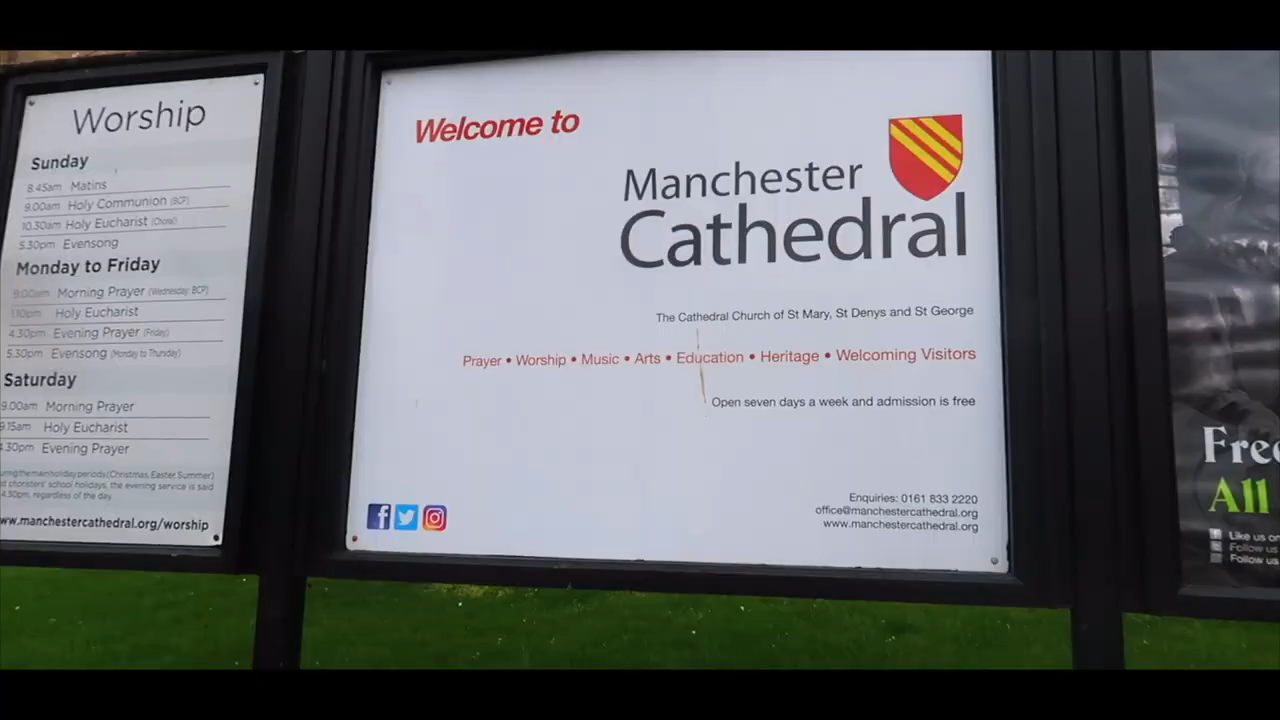 Worship
Sunday
8.45am Matins
9.00am Holy Communion (BCP)
10.30am Holy Eucharist (Choral)
5.30pm Evensong
Monday to Friday
9:00am Morning Prayer (Wednesday: BCP)
1.10pm Holy Eucharist
4.30pm Evening Prayer (Friday)
5.30pm Evensong (Monday to Thursday)
Saturday
9.00am Morning Prayer
9.15am Holy Eucharist
4.30pm Evening Prayer
main holiday periods (Christmas, Easter, Summer)
choristers' school holidays, the evening service is said
4.30pm, regardless of the day.
www.manchestercathedral.org/worship
Welcome to
Manchester
Cathedral
The Cathedral Church of St Mary, St Denys and St George
Prayer • Worship • Music • Arts • Education • Heritage • Welcoming Visitors
Open seven days a week and admission is free
Enquiries: 0161 833 2220
office@manchestercathedral.org
www.manchestercathedral.org
All
Like us on
Follow us
Follow us